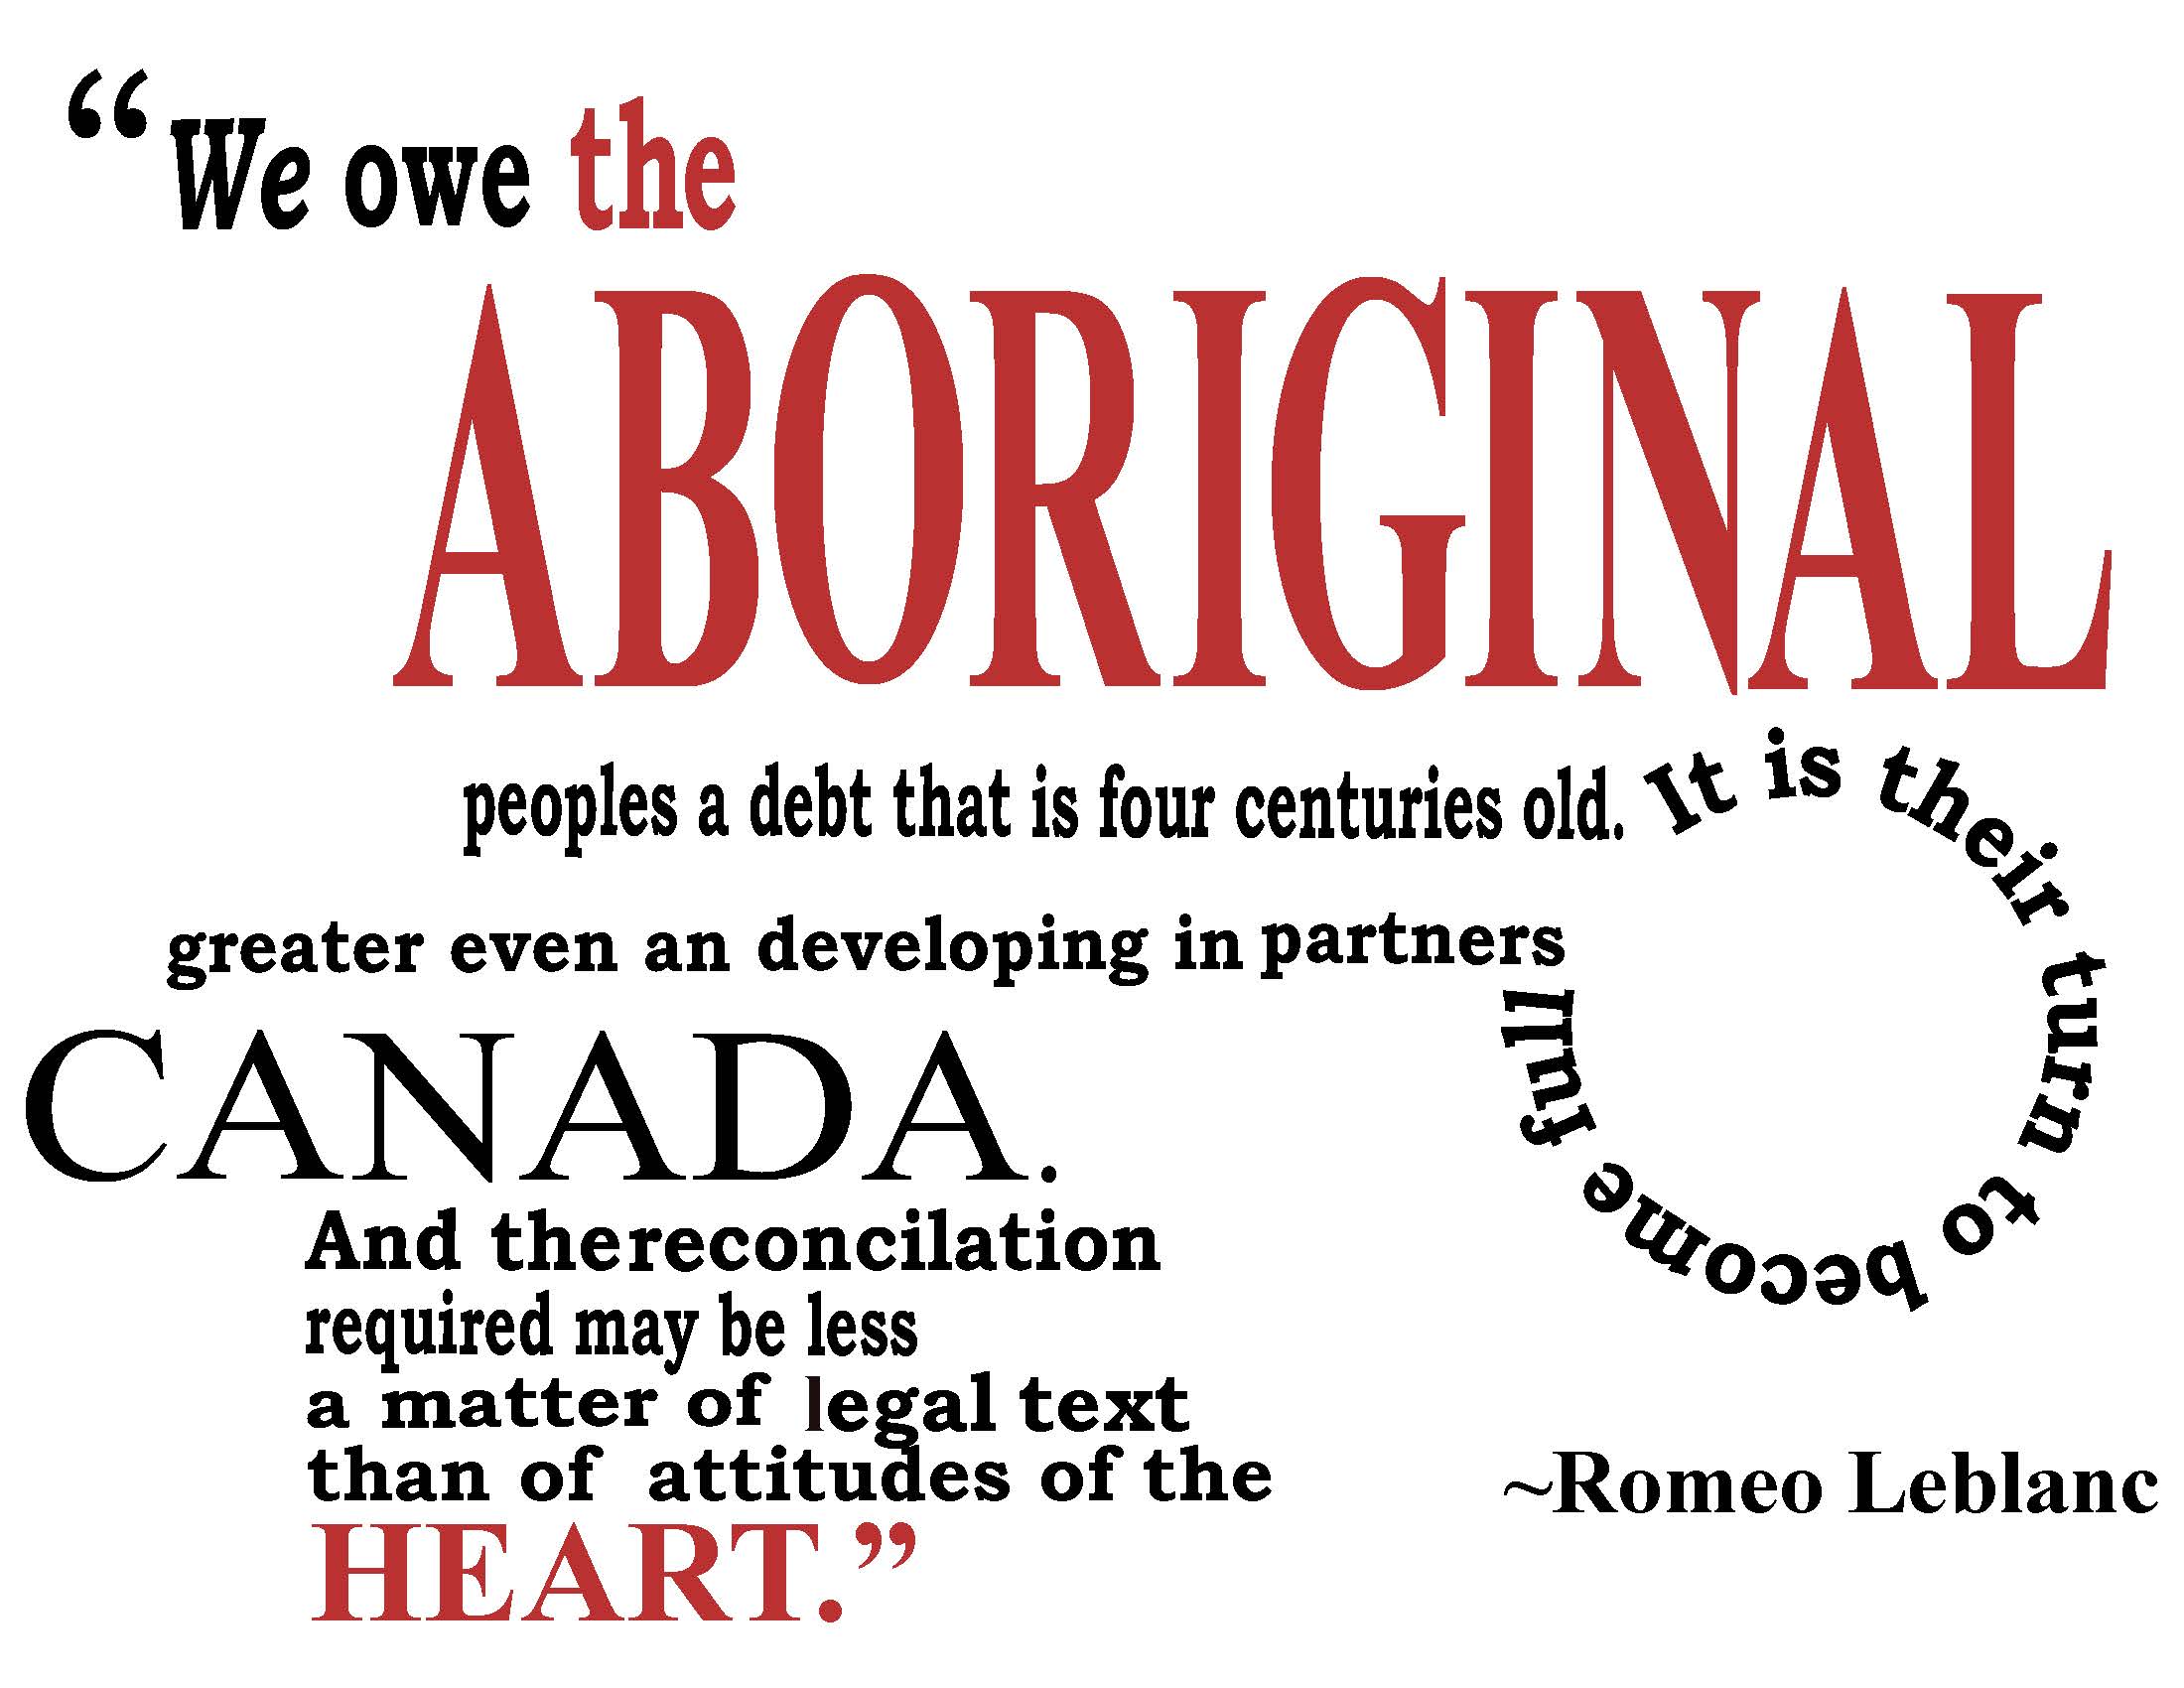 “We owe the
ABORIGINAL
peoples a debt that is four centuries old.
It is their turn to become full
greater even an developing in partners
CANADA.
And thereconcilation
required may be less
a matter of legal text
than of attitudes of the
HEART.”
~Romeo Leblanc